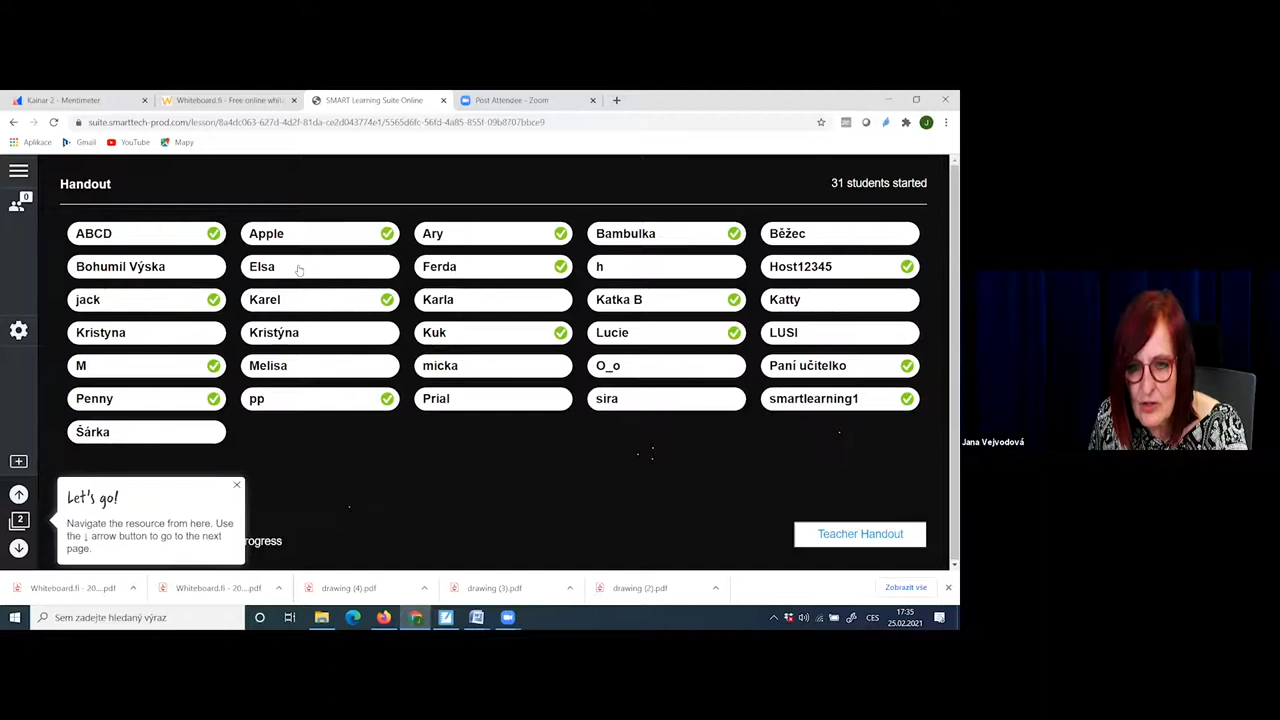 Kainar 2 - Mentimeter
Whiteboard.fi - Free online white
SMART Learning Suite Online
Post Attendee - Zoom
suite.smarttech-prod.com/lesson/8a4dc063-627d-4d2f-81da-ce2d043774e1/5565d6fc-56fd-4a85-855f-09b8707bbce9
Aplikace Gmail YouTube Mapy
0
Handout
31 students started
ABCD Apple Ary Bambulka Běžec
Bohumil Výska Elsa Ferda h Host12345
jack Karel Karla Katka B Katty
Kristyna Kristýna Kuk Lucie LUSI
M Melisa micka O_o Paní učitelko
Penny pp Prial sira smartlearning1
Šárka
Let's go!
Navigate the resource from here. Use
the ↓ arrow button to go to the next
page.
2
rogress
Teacher Handout
Jana Vejvodová
Whiteboard.fi - 20....pdf Whiteboard.fi - 20....pdf drawing (4).pdf drawing (3).pdf drawing (2).pdf Zobrazit vše
Sem zadejte hledaný výraz
CES
17:35
25.02.2021